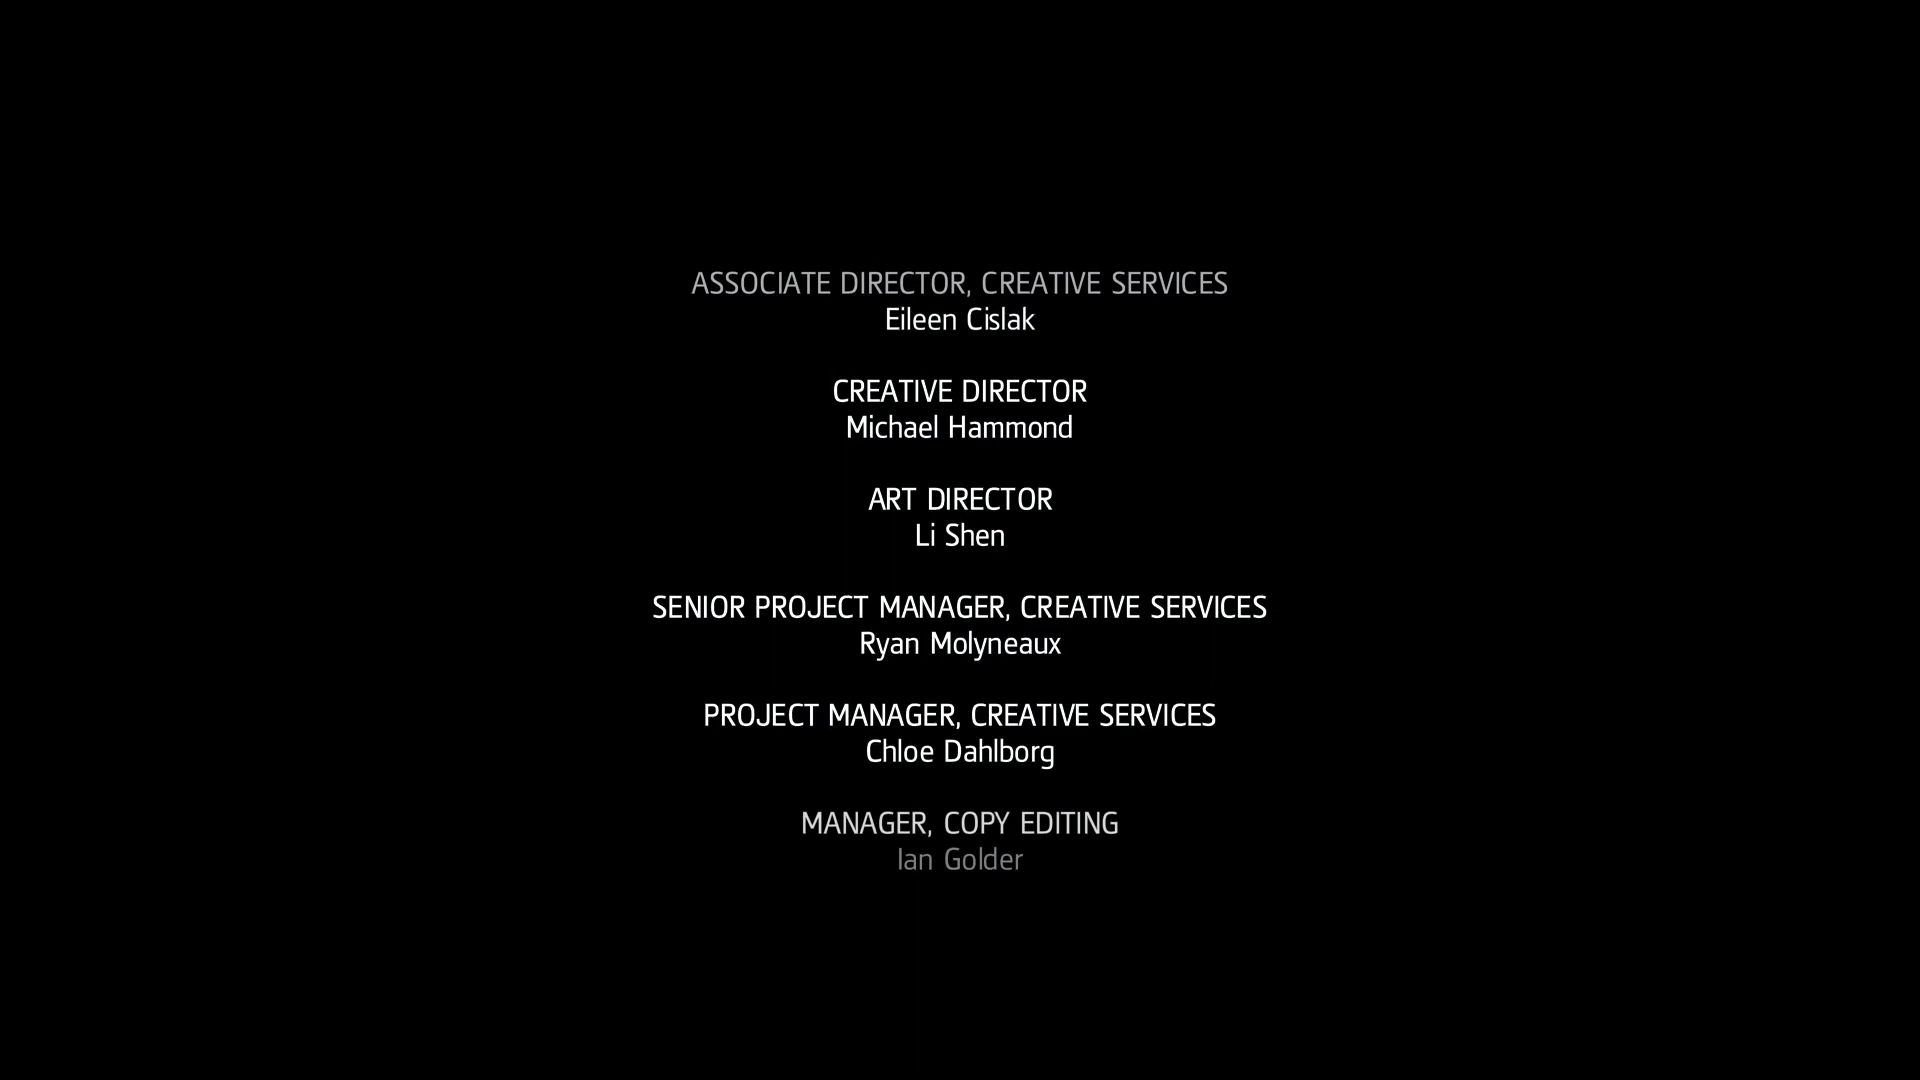 ASSOCIATE DIRECTOR, CREATIVE SERVICES
Eileen Cislak
CREATIVE DIRECTOR
Michael Hammond
ART DIRECTOR
Li Shen
SENIOR PROJECT MANAGER, CREATIVE SERVICES
Ryan Molyneaux
PROJECT MANAGER, CREATIVE SERVICES
Chloe Dahlborg
MANAGER, COPY EDITING
Ian Golder